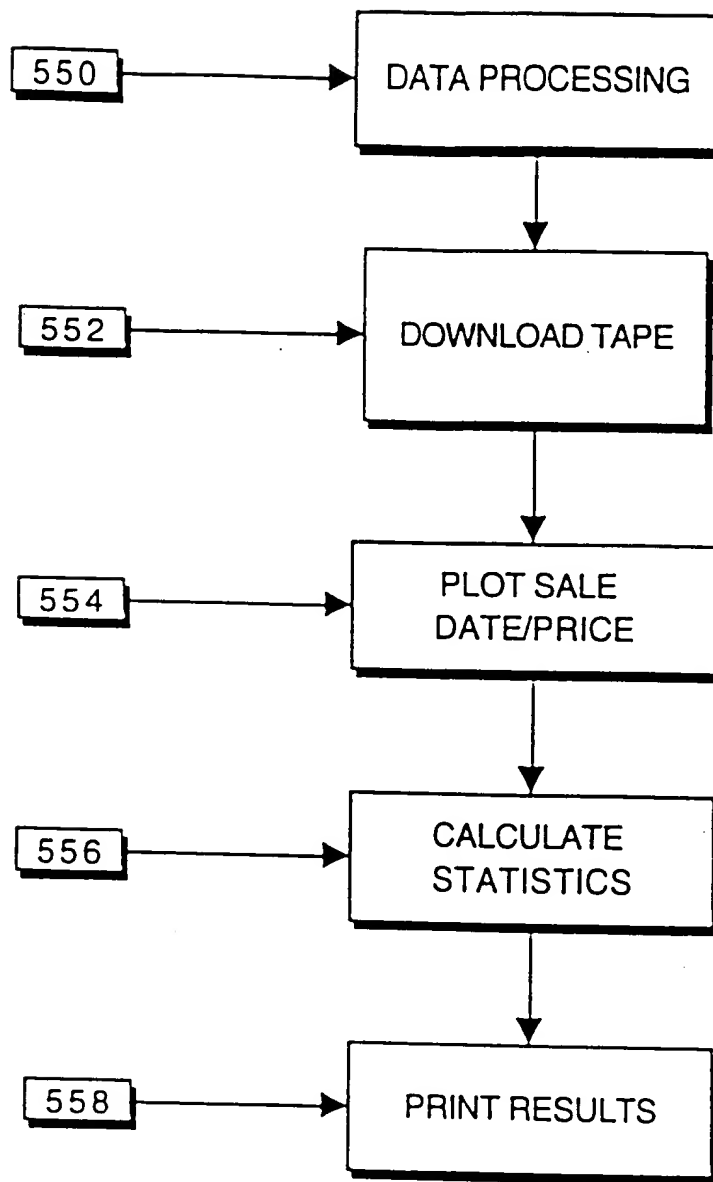 550
DATA PROCESSING
552
DOWNLOAD TAPE
554
PLOT SALE
DATE/PRICE
556
CALCULATE
STATISTICS
558
PRINT RESULTS